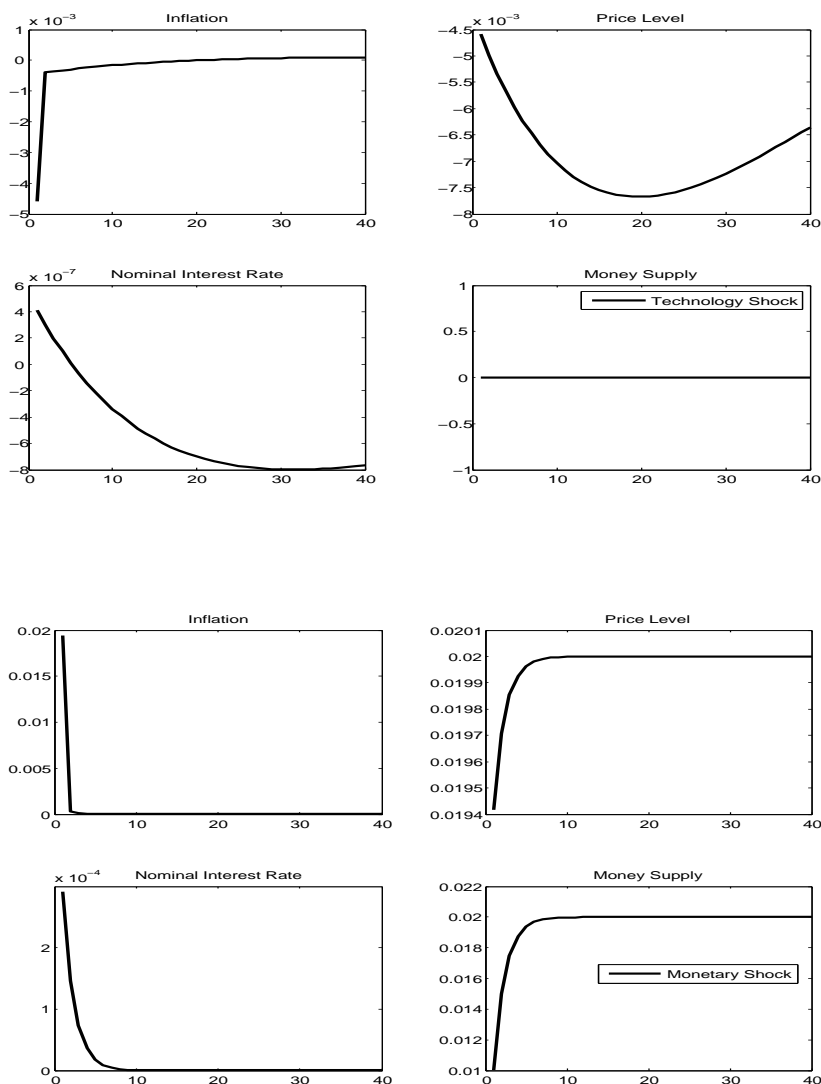 Inflation
x 10−3
1
0
−1
−2
−3
−4
−5
0 10 20 30 40
Price Level
x 10−3
−4.5
−5
−5.5
−6
−6.5
−7
−7.5
−8
0 10 20 30 40
Nominal Interest Rate
x 10−7
6
4
2
0
−2
−4
−6
−8
0 10 20 30 40
Money Supply
1
0.5
0
−0.5
−1
Technology Shock
0 10 20 30 40
Inflation
0.02
0.015
0.01
0.005
0
0 10 20 30 40
Price Level
0.0201
0.02
0.0199
0.0198
0.0197
0.0196
0.0195
0.0194
0 10 20 30 40
Nominal Interest Rate
x 10−4
2
1
0
0 10 20 30 40
Money Supply
0.022
0.02
0.018
0.016
0.014
0.012
0.01
Monetary Shock
0 10 20 30 40